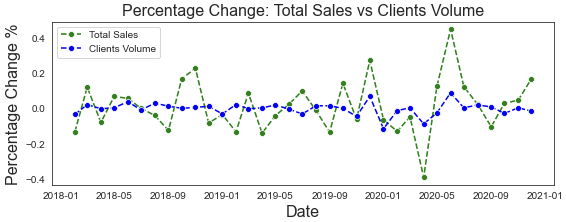 Percentage Change: Total Sales vs Clients Volume
Total Sales
Clients Volume
Percentage Change %
0.4
0.2
0.0
−0.2
−0.4
2018-01 2018-05 2018-09 2019-01 2019-05 2019-09 2020-01 2020-05 2020-09 2021-01
Date